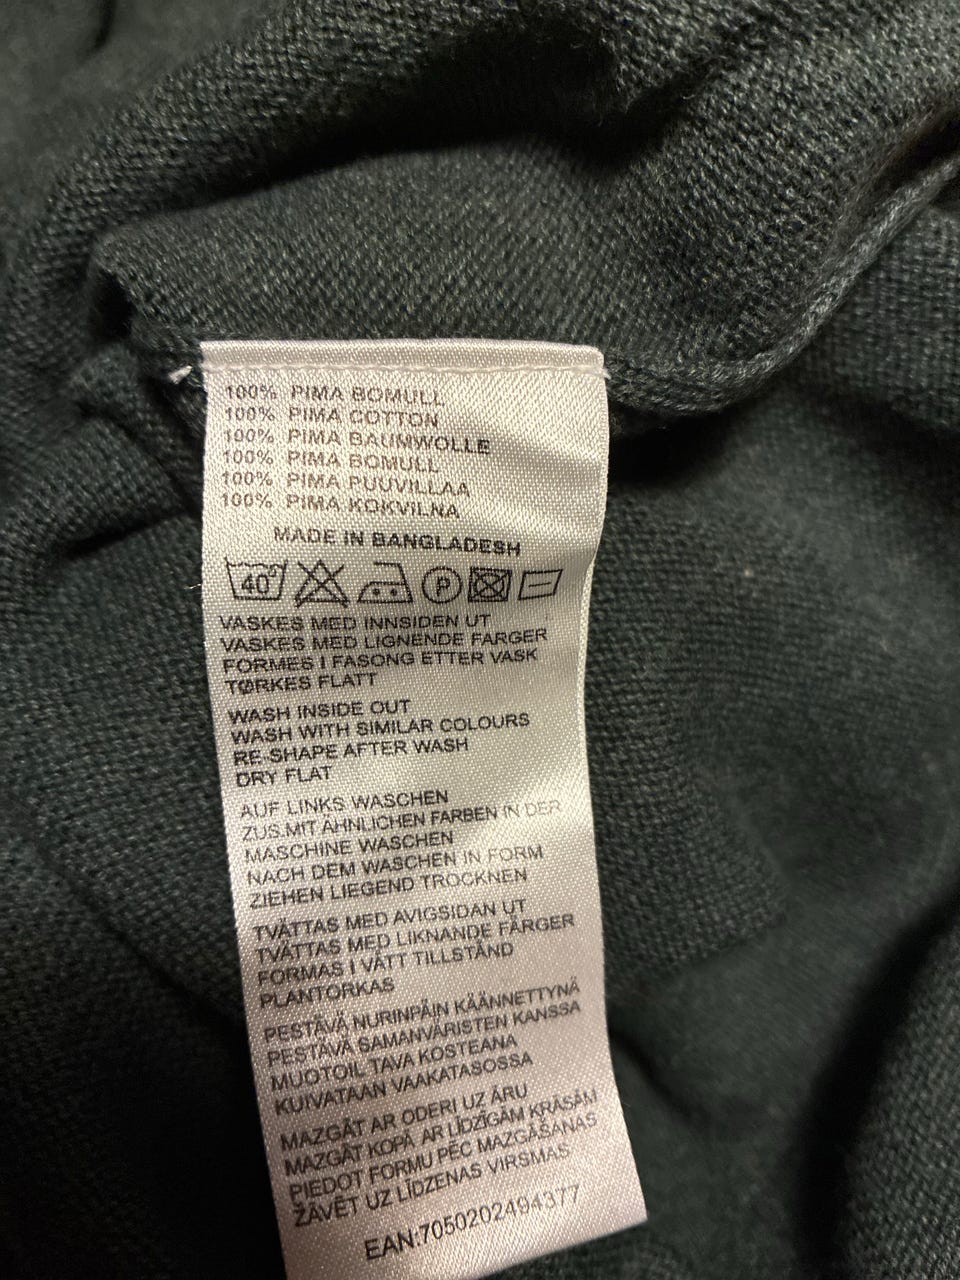 100% PIMA BOMULL
100% PIMA COTTON
100% PIMA BAUMWOLLE
100% PIMA BOMULL
100% PIMA PUUVILLAA
100% PIMA KOKVILNA
MADE IN BANGLADESH
40° P
VASKES MED INNSIDEN UT
VASKES MED LIGNENDE FARGER
FORMES I FASONG ETTER VASK
TØRKES FLATT
WASH INSIDE OUT
WASH WITH SIMILAR COLOURS
RE-SHAPE AFTER WASH
DRY FLAT
AUF LINKS WASCHEN
ZUS.MIT ÄHNLICHEN FARBEN IN DER
MASCHINE WASCHEN
NACH DEM WASCHEN IN FORM
ZIEHEN LIEGEND TROCKNEN
TVÄTTAS MED AVIGSIDAN UT
TVÄTTAS MED LIKNANDE FÄRGER
FORMAS I VÅTT TILLSTÅND
PLANTORKAS
PESTÄVÄ NURINPÄIN KÄÄNNETTYNÄ
PESTÄVÄ SAMANVÄRISTEN KANSSA
MUOTOIL TAVA KOSTEANA
KUIVATAAN VAAKATASOSSA
MAZGĀT AR ODERI UZ ĀRU
MAZGĀT KOPĀ AR LĪDZĪGĀM KRĀSĀM
PIEDOT FORMU PĒC MAZGĀŠANAS
ŽĀVĒT UZ LĪDZENAS VIRSMAS
EAN:7050202494377